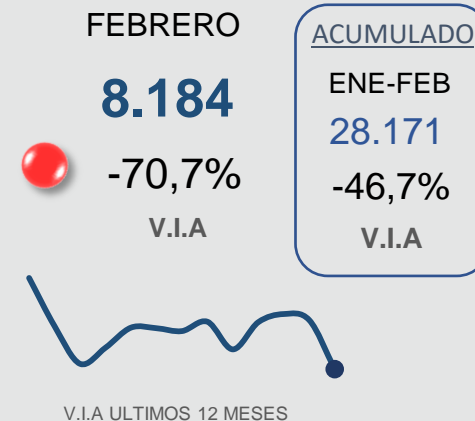 FEBRERO
8.184
-70,7%
V.I.A
ACUMULADO
ENE-FEB
28.171
-46,7%
V.I.A
V.I.A ULTIMOS 12 MESES